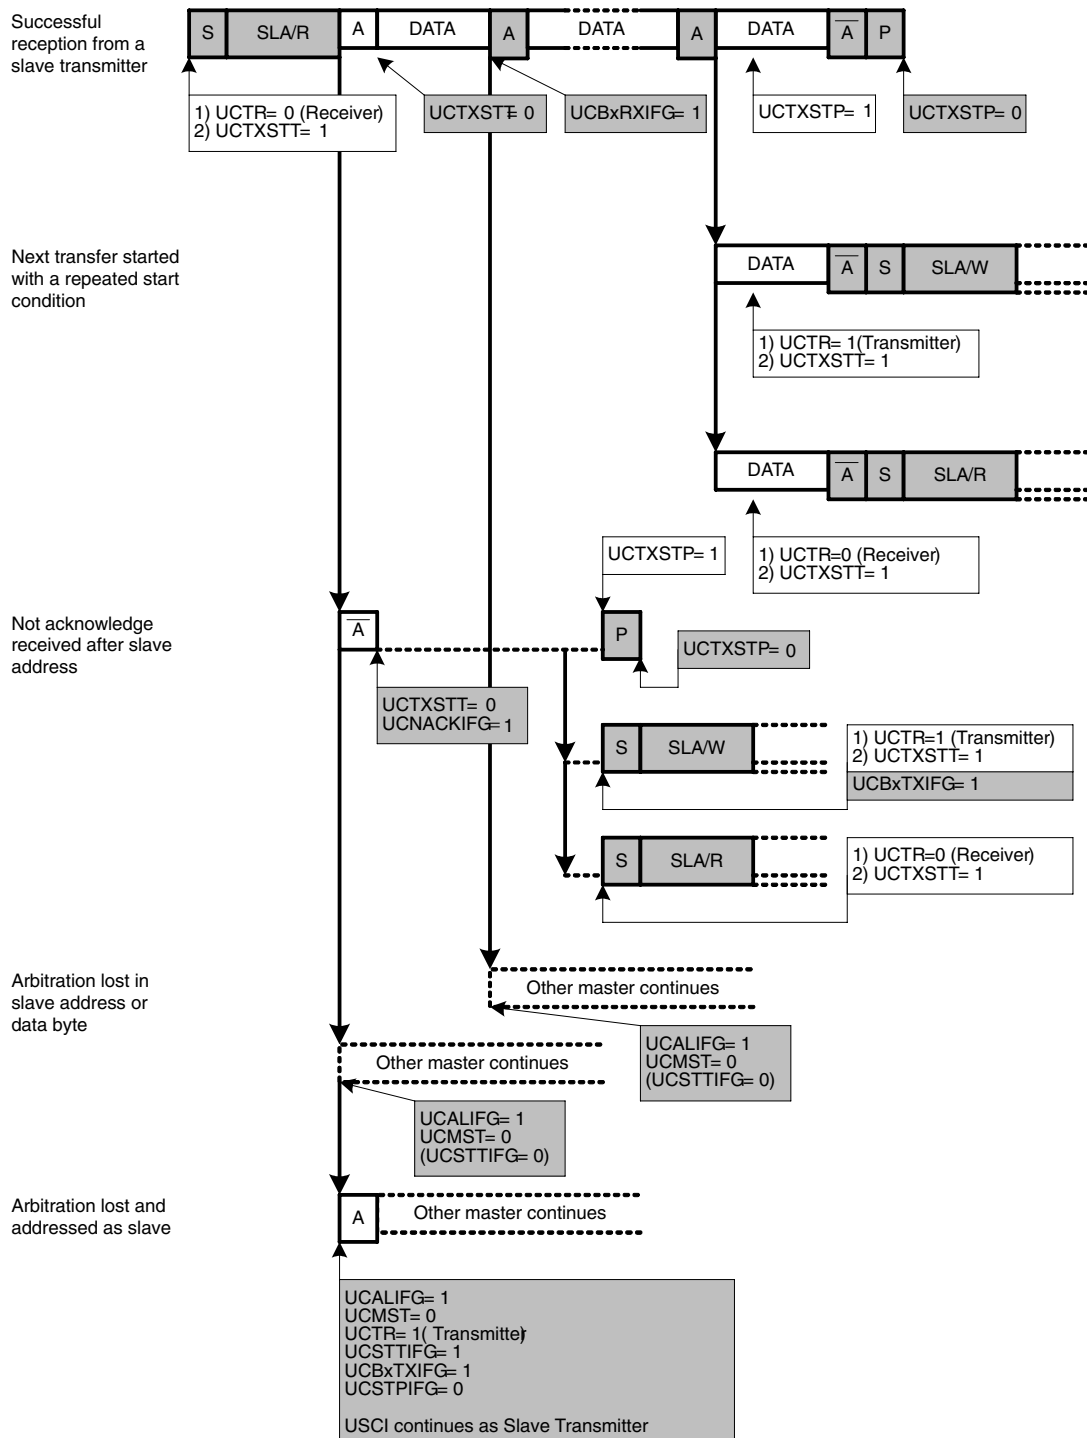 Successful
reception from a
slave transmitter
S SLA/R A DATA A DATA A DATA A P
1) UCTR= 0 (Receiver)
2) UCTXSTT= 1
UCTXSTT= 0
UCBxRXIFG= 1
UCTXSTP= 1
UCTXSTP= 0
Next transfer started
with a repeated start
condition
DATA A S SLA/W
1) UCTR= 1(Transmitter)
2) UCTXSTT= 1
DATA A S SLA/R
1) UCTR=0 (Receiver)
2) UCTXSTT= 1
UCTXSTP= 1
Not acknowledge
received after slave
address
A P
UCTXSTP= 0
UCTXSTT= 0
UCNACKIFG= 1
S SLA/W
1) UCTR=1 (Transmitter)
2) UCTXSTT= 1
UCBxTXIFG= 1
S SLA/R
1) UCTR=0 (Receiver)
2) UCTXSTT= 1
Arbitration lost in
slave address or
data byte
Other master continues
UCALIFG= 1
UCMST= 0
(UCSTTIFG= 0)
Other master continues
UCALIFG= 1
UCMST= 0
(UCSTTIFG= 0)
Arbitration lost and
addressed as slave
A Other master continues
UCALIFG= 1
UCMST= 0
UCTR= 1( Transmitter)
UCSTTIFG= 1
UCBxTXIFG= 1
UCSTPIFG= 0
USCI continues as Slave Transmitter